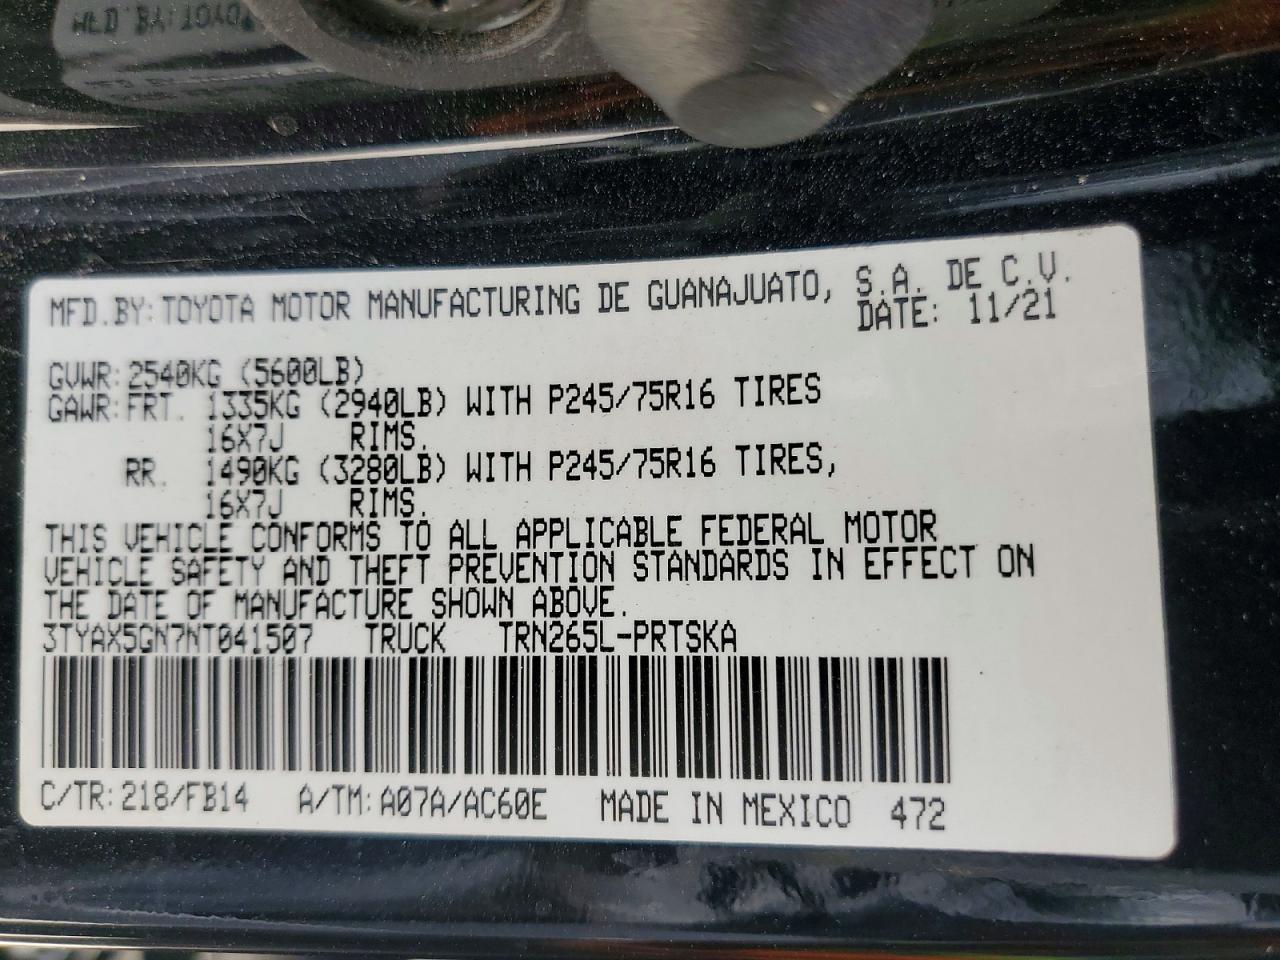 MFD.BY: TOYOTA MOTOR MANUFACTURING DE GUANAJUATO, S.A. DE C.V.
DATE: 11/21
GVWR: 2540KG (5600LB)
GAWR: FRT. 1335KG (2940LB) WITH P245/75R16 TIRES
16X7J RIMS.
RR. 1490KG (3280LB) WITH P245/75R16 TIRES,
16X7J RIMS.
THIS VEHICLE CONFORMS TO ALL APPLICABLE FEDERAL MOTOR
VEHICLE SAFETY AND THEFT PREVENTION STANDARDS IN EFFECT ON
THE DATE OF MANUFACTURE SHOWN ABOVE.
3TYAX5GN7NT041507 TRUCK TRN265L-PRTSKA
C/TR: 218/FB14 A/TM: A07A/AC60E MADE IN MEXICO 472